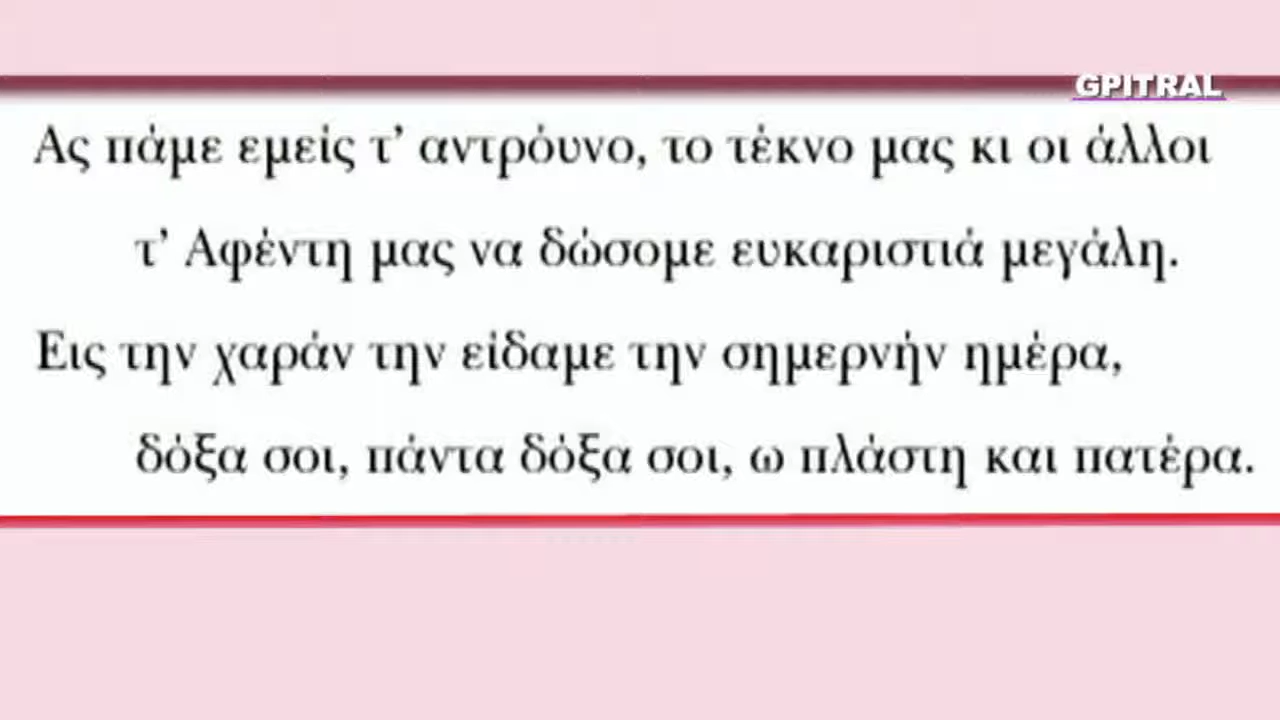 GPITRAL
Ας πάμε εμείς τ’ αντρόυνο, το τέκνο μας κι οι άλλοι
τ’ Αφέντη μας να δώσομε ευκαριστιά μεγάλη.
Εις την χαράν την είδαμε την σημερνήν ημέρα,
δόξα σοι, πάντα δόξα σοι, ω πλάστη και πατέρα.